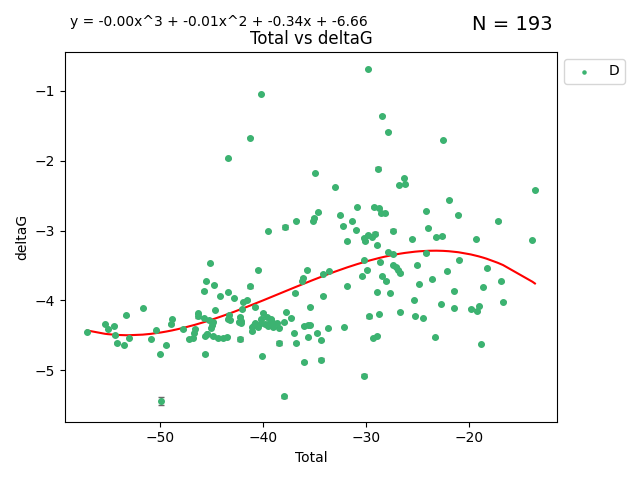 y = -0.00x^3 + -0.01x^2 + -0.34x + -6.66
N = 193
Total vs deltaG
D
−1
−2
−3
−4
−5
deltaG
−50 −40 −30 −20
Total